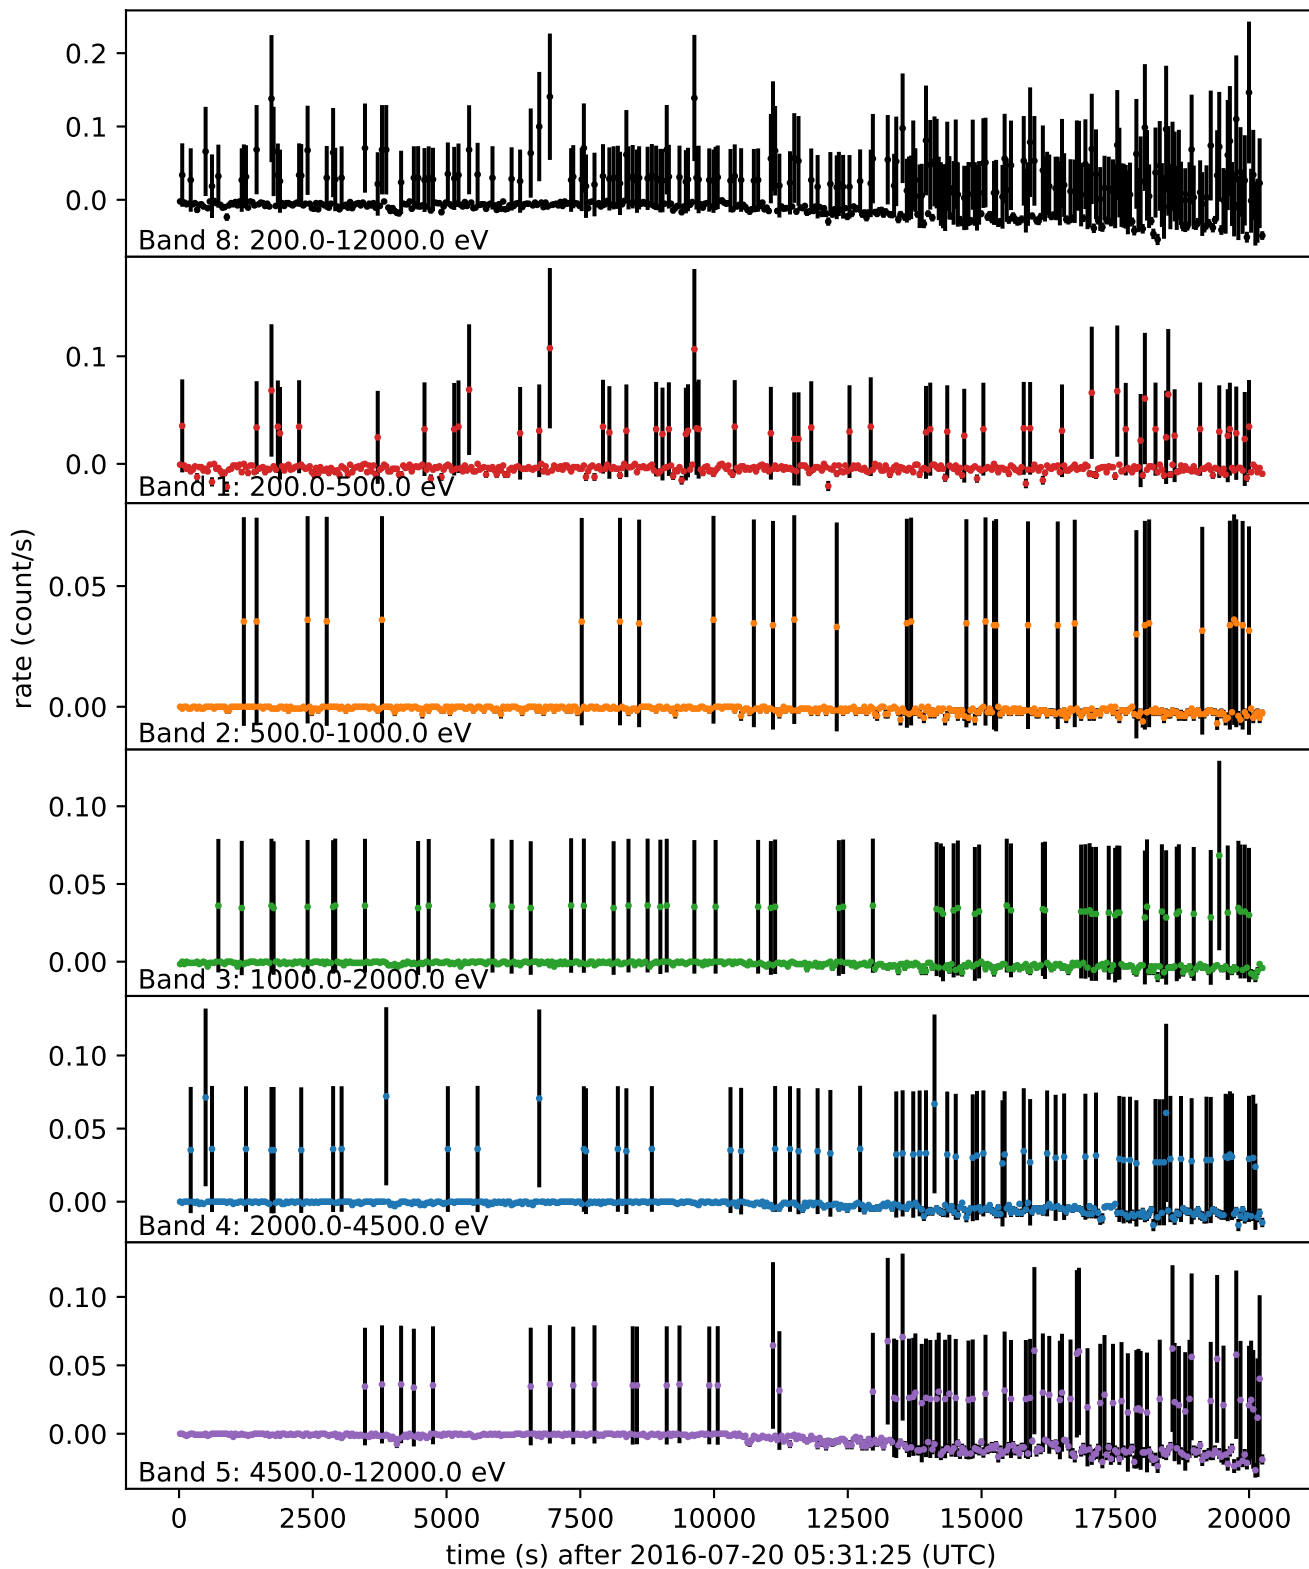 0.2
0.1
0.0
Band 8: 200.0-12000.0 eV
0.1
0.0
Band 1: 200.0-500.0 eV
rate (count/s)
0.05
0.00
Band 2: 500.0-1000.0 eV
0.10
0.05
0.00
Band 3: 1000.0-2000.0 eV
0.10
0.05
0.00
Band 4: 2000.0-4500.0 eV
0.10
0.05
0.00
Band 5: 4500.0-12000.0 eV
0 2500 5000 7500 10000 12500 15000 17500 20000
time (s) after 2016-07-20 05:31:25 (UTC)